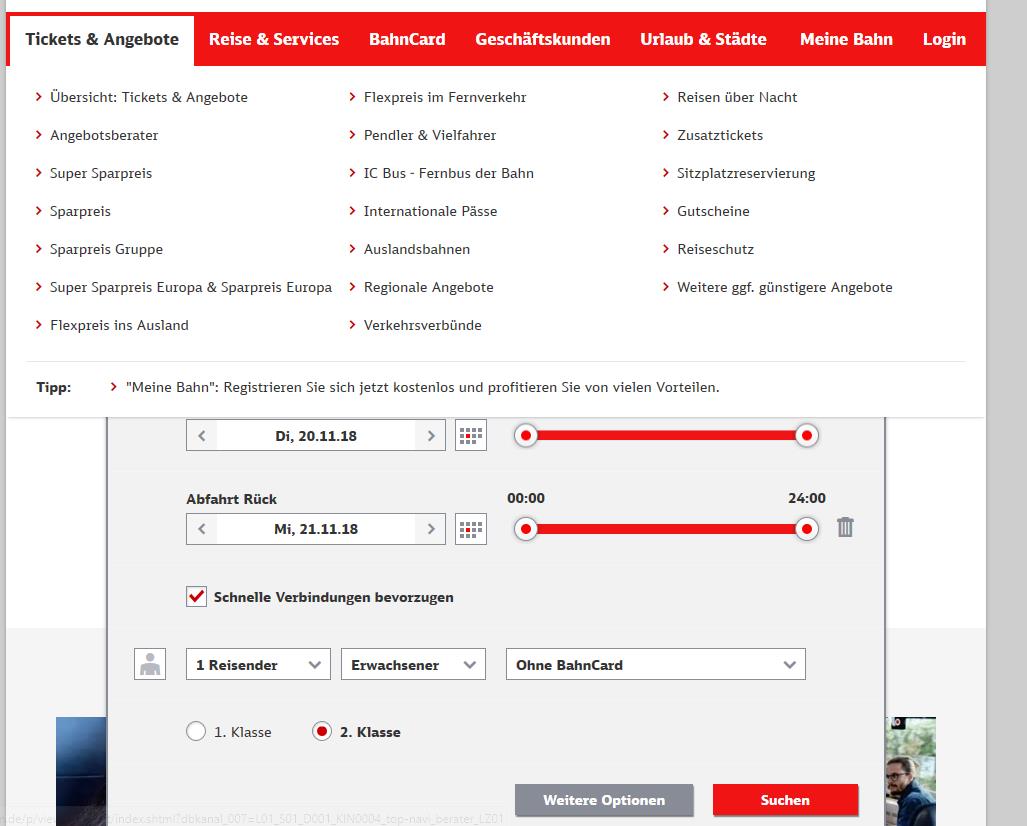 Tickets & Angebote Reise & Services BahnCard Geschäftskunden Urlaub & Städte Meine Bahn Login
Übersicht: Tickets & Angebote
Angebotsberater
Super Sparpreis
Sparpreis
Sparpreis Gruppe
Super Sparpreis Europa & Sparpreis Europa
Flexpreis ins Ausland
Flexpreis im Fernverkehr
Pendler & Vielfahrer
IC Bus - Fernbus der Bahn
Internationale Pässe
Auslandsbahnen
Regionale Angebote
Verkehrsverbünde
Reisen über Nacht
Zusatztickets
Sitzplatzreservierung
Gutscheine
Reiseschutz
Weitere ggf. günstigere Angebote
Tipp: "Meine Bahn": Registrieren Sie sich jetzt kostenlos und profitieren Sie von vielen Vorteilen.
Di, 20.11.18
Abfahrt Rück 00:00 24:00
Mi, 21.11.18
Schnelle Verbindungen bevorzugen
1 Reisender Erwachsener Ohne BahnCard
1. Klasse 2. Klasse
Weitere Optionen Suchen
/index.shtml?dbkanal_007=L01_S01_D001_KIN0004_top-navi_berater_LZ01